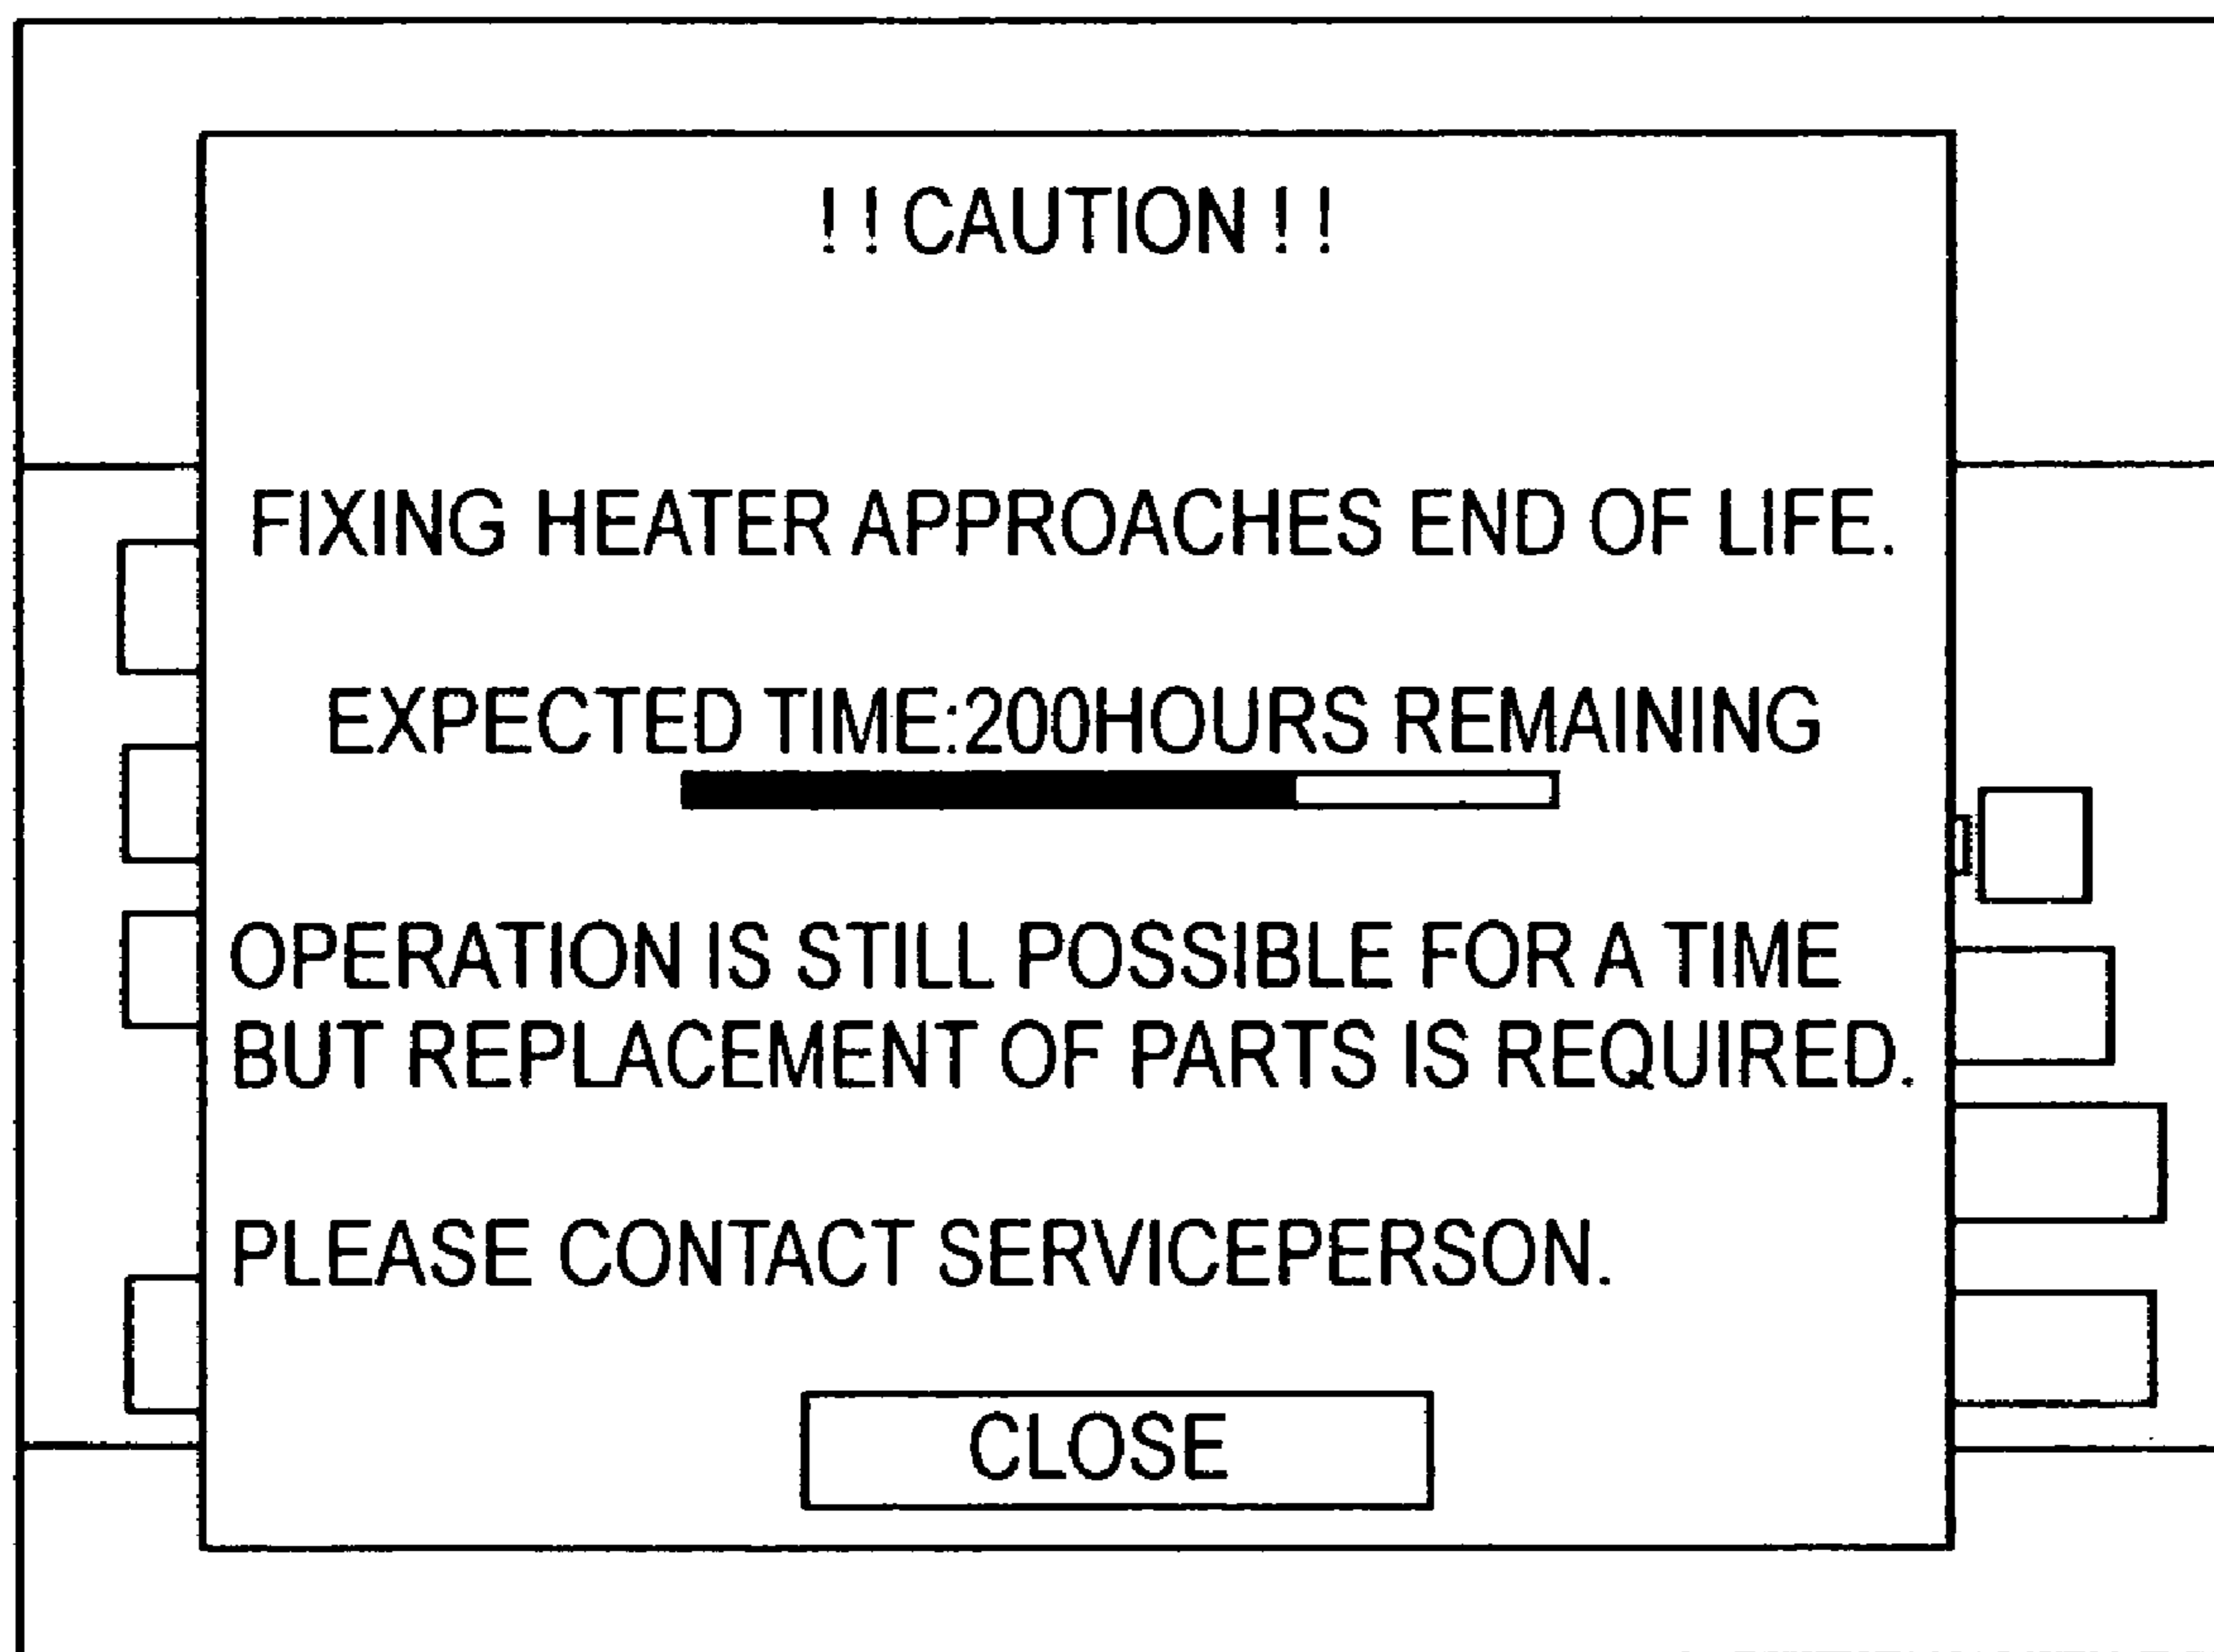 !!CAUTION!!
FIXING HEATER APPROACHES END OF LIFE.
EXPECTED TIME:200HOURS REMAINING
OPERATION IS STILL POSSIBLE FOR A TIME
BUT REPLACEMENT OF PARTS IS REQUIRED.
PLEASE CONTACT SERVICEPERSON.
CLOSE